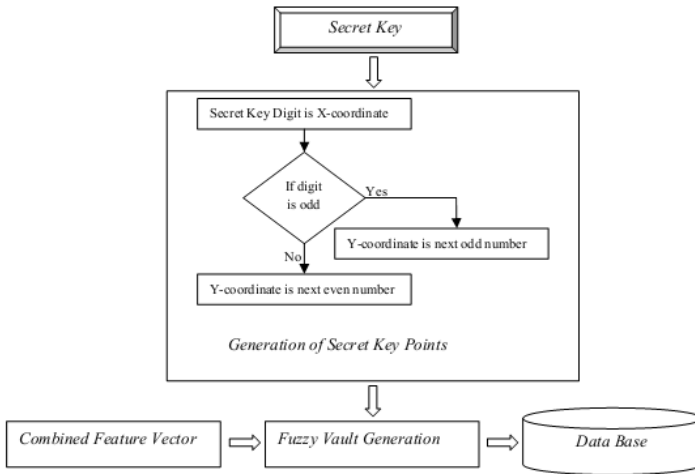 Secret Key
Secret Key Digit is X-coordinate
If digit
is odd
Yes
Y-coordinate is next odd number
No
Y-coordinate is next even number
Generation of Secret Key Points
Combined Feature Vector
Fuzzy Vault Generation
Data Base